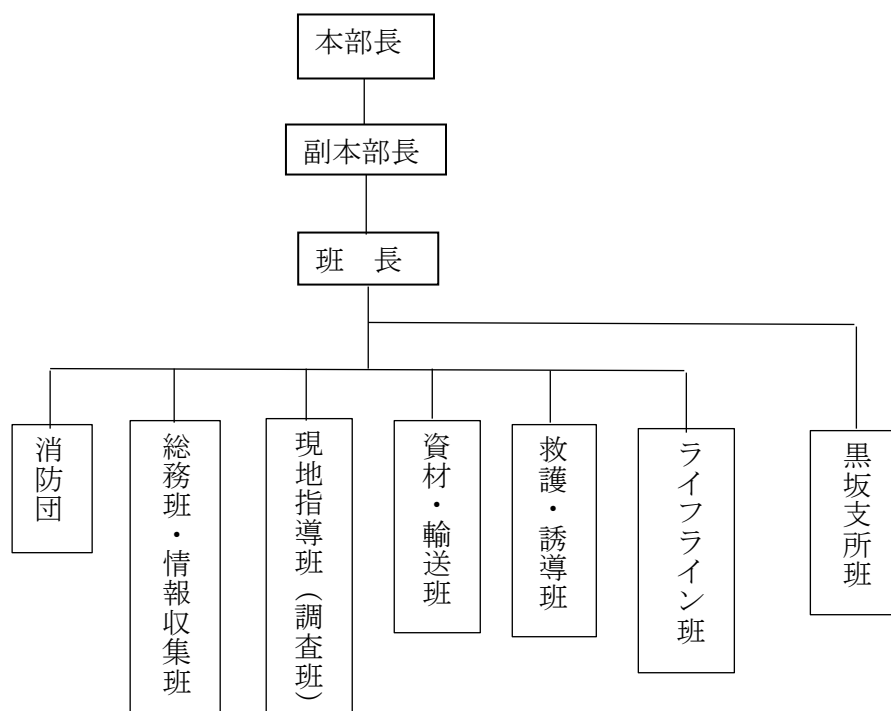 本部長
副本部長
班　長
消防団
総務班・情報収集班
現地指導班（調査班）
資材・輸送班
救護・誘導班
ライフライン班
黒坂支所班